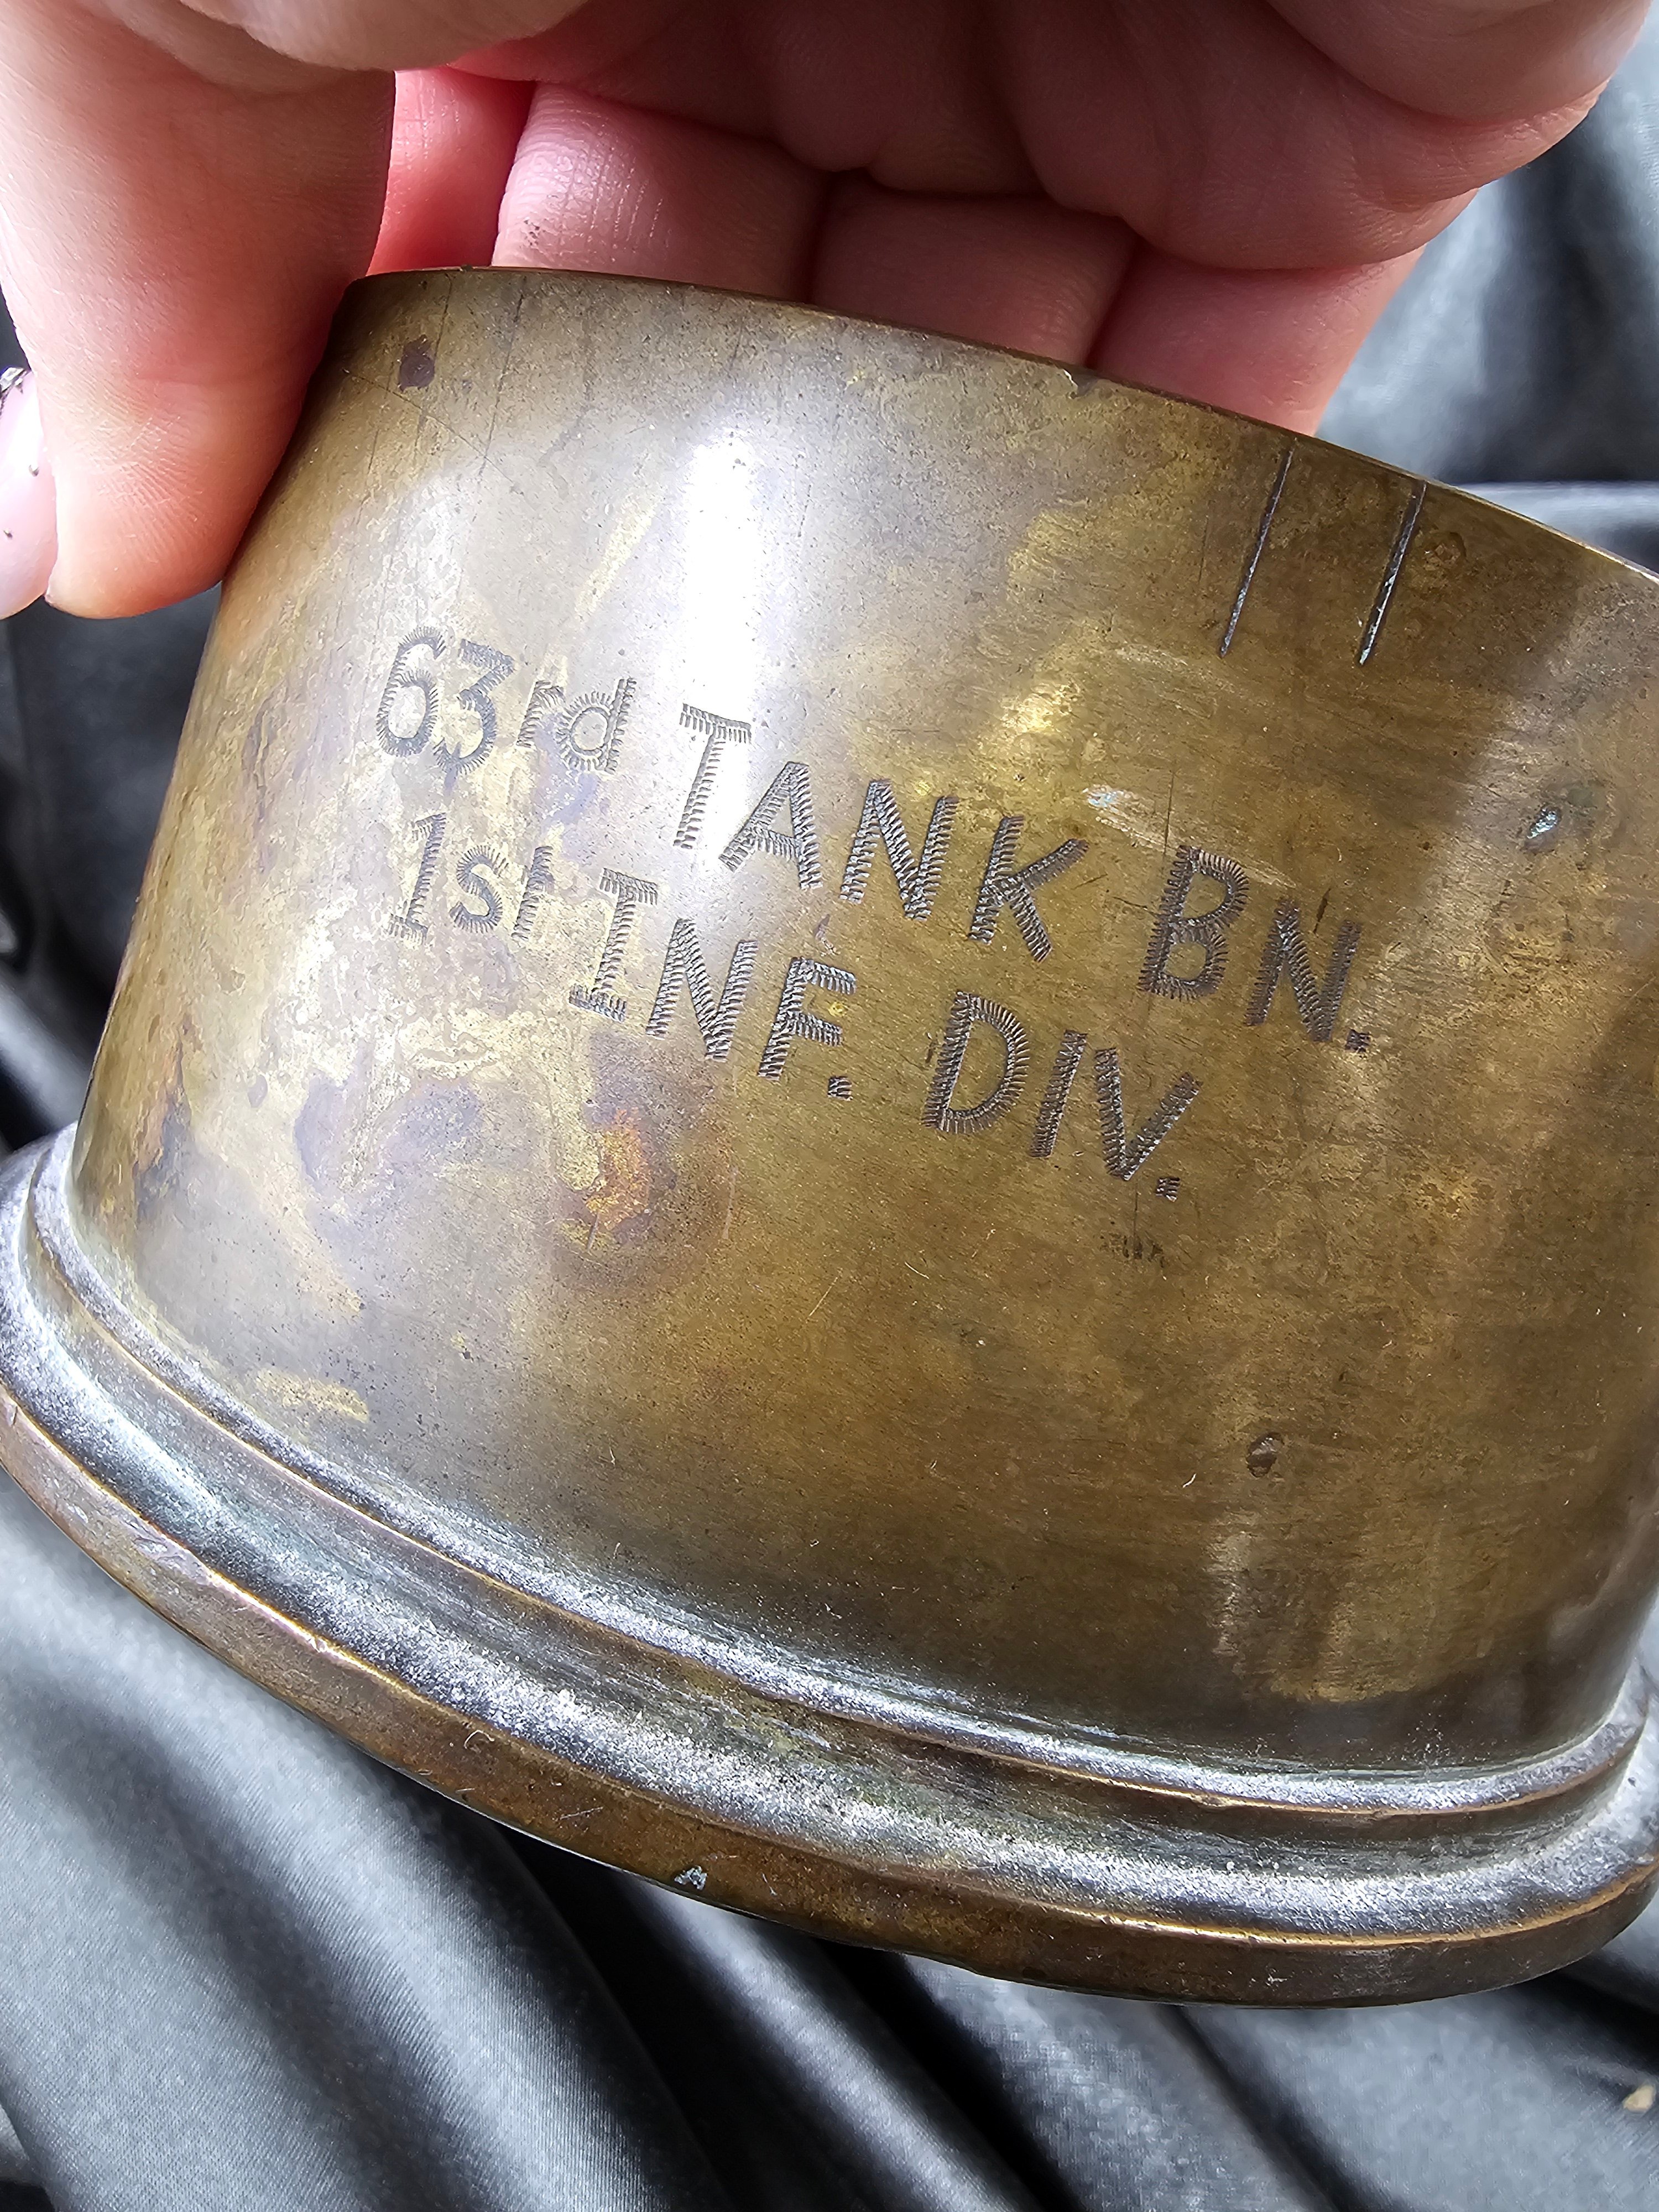 63rd TANK BN.
1st INF. DIV.